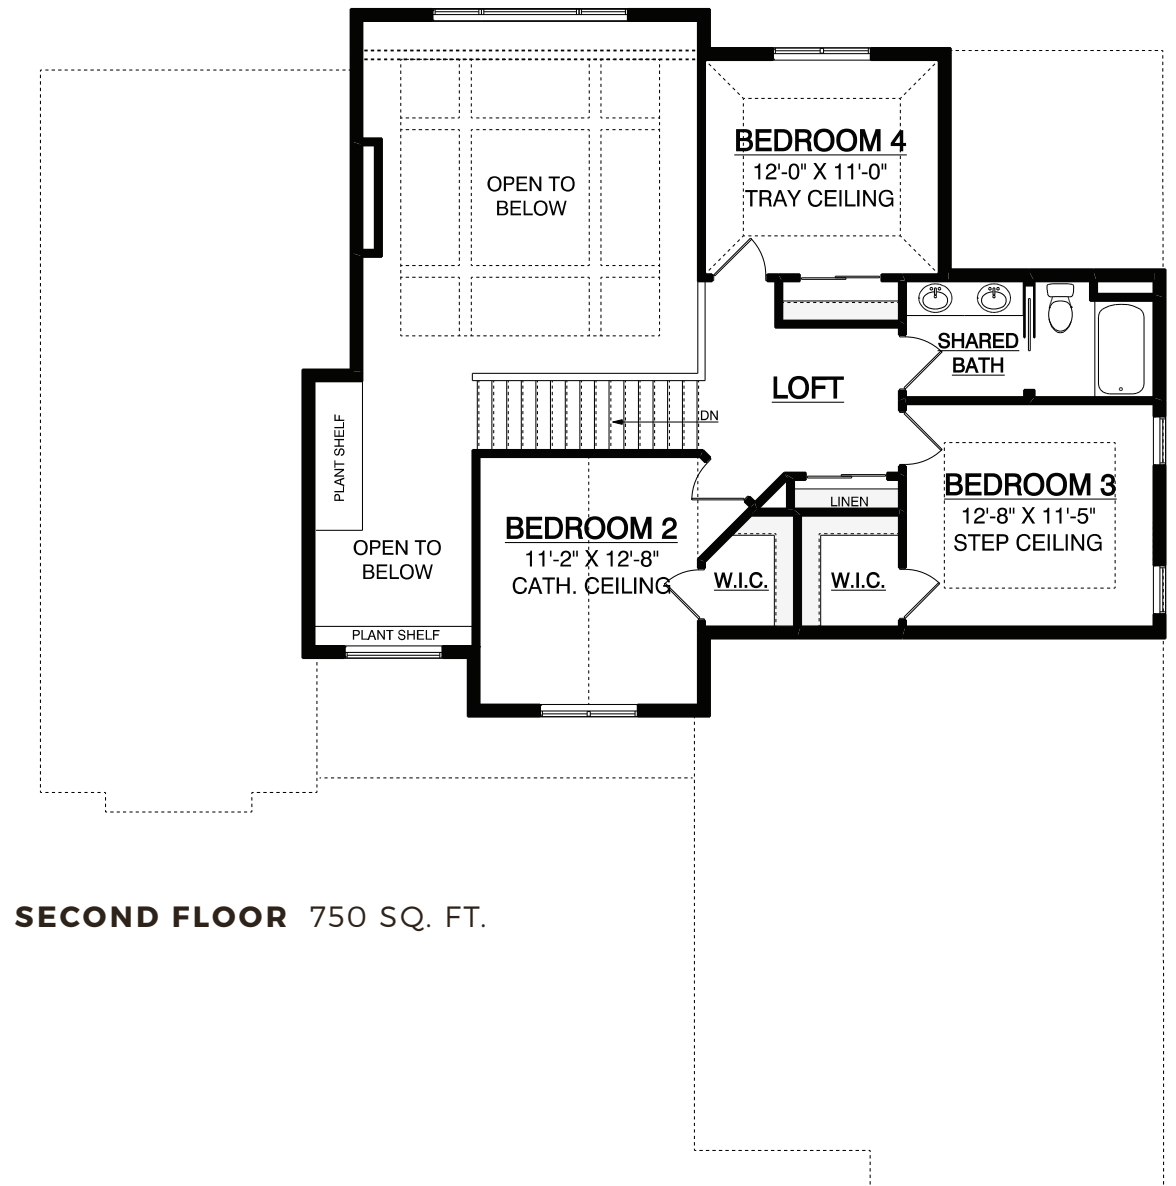 BEDROOM 4
12'-0" X 11'-0"
TRAY CEILING
OPEN TO
BELOW
SHARED
BATH
LOFT
DN
PLANT SHELF
BEDROOM 3
12'-8" X 11'-5"
STEP CEILING
LINEN
BEDROOM 2
11'-2" X 12'-8"
CATH. CEILING
W.I.C.
W.I.C.
OPEN TO
BELOW
PLANT SHELF
SECOND FLOOR 750 SQ. FT.